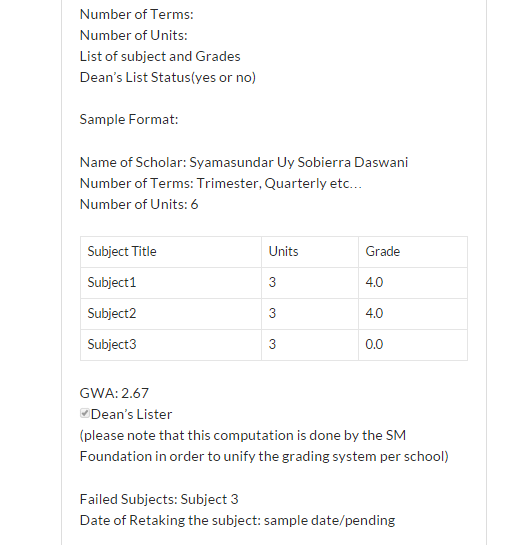 Number of Terms:
Number of Units:
List of subject and Grades
Dean's List Status(yes or no)
Sample Format:
Name of Scholar: Syamasundar Uy Sobierra Daswani
Number of Terms: Trimester, Quarterly etc…
Number of Units: 6
Subject Title Units Grade
Subject1 3 4.0
Subject2 3 4.0
Subject3 3 0.0
GWA: 2.67
Dean's Lister
(please note that this computation is done by the SM
Foundation in order to unify the grading system per school)
Failed Subjects: Subject 3
Date of Retaking the subject: sample date/pending